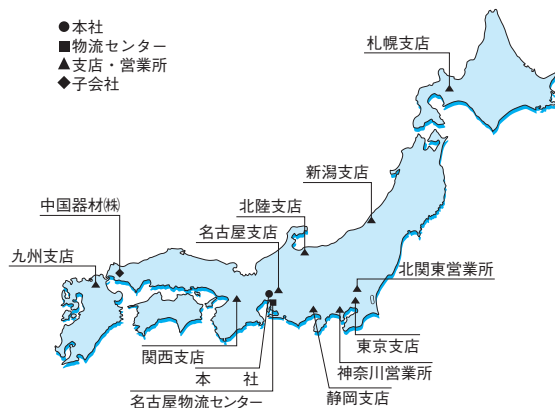 ●本社
■物流センター
▲支店・営業所
◆子会社
札幌支店
新潟支店
中国器材㈱
北陸支店
名古屋支店
九州支店
北関東営業所
東京支店
関西支店
神奈川営業所
本　社
静岡支店
名古屋物流センター